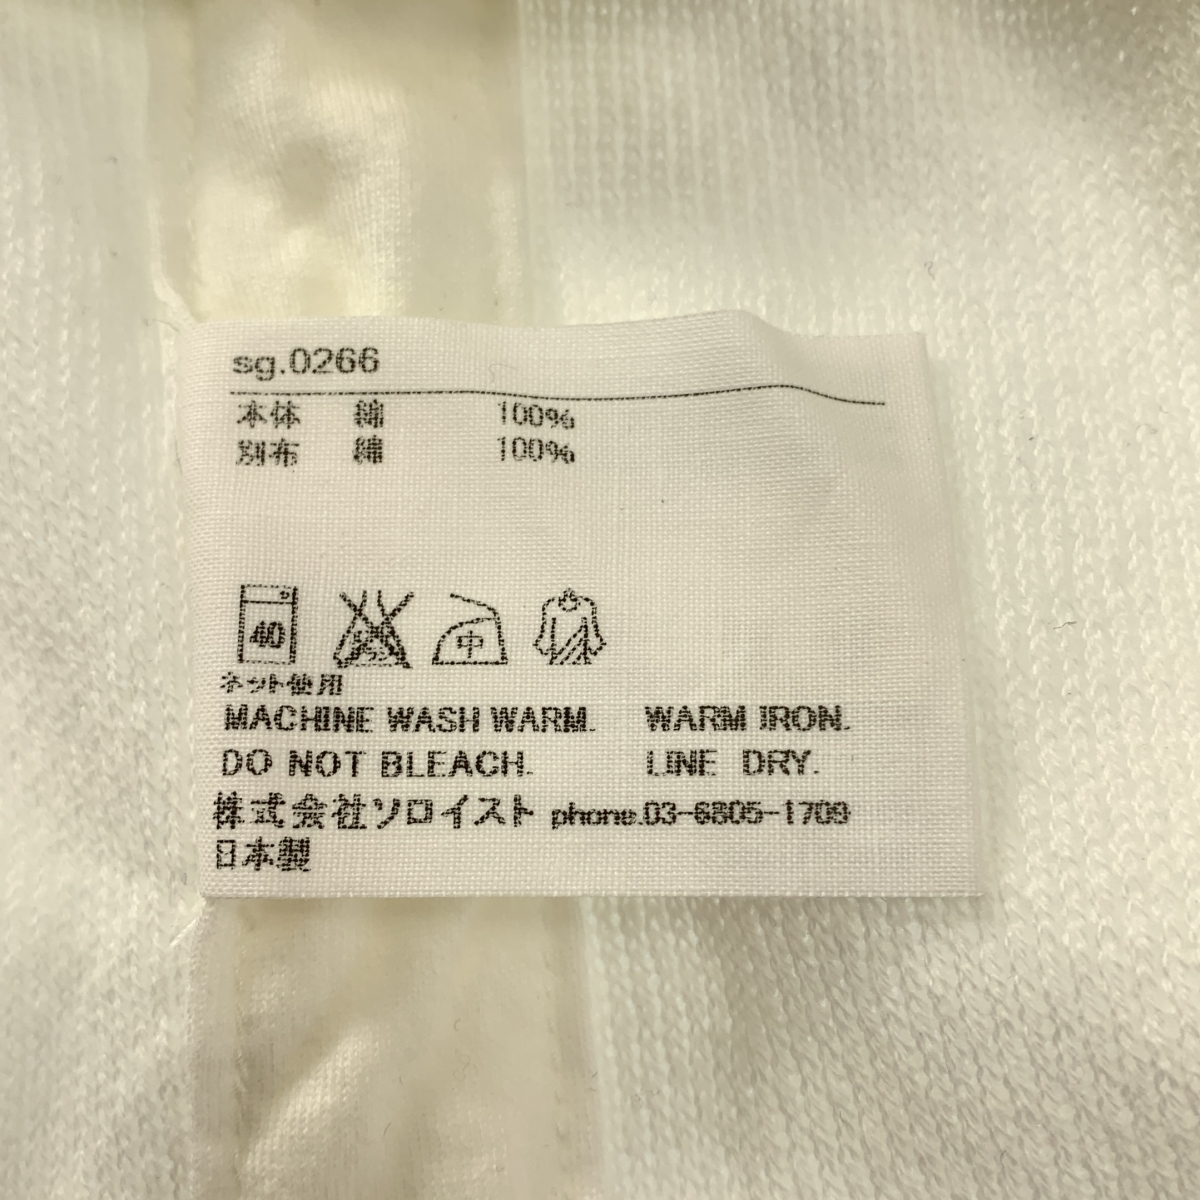 sg.0266
本体 綿 100%
別布 綿 100%
40 中
ネット使用
MACHINE WASH WARM. WARM IRON.
DO NOT BLEACH. LINE DRY.
株式会社ソロイスト phone.03-6805-1709
日本製